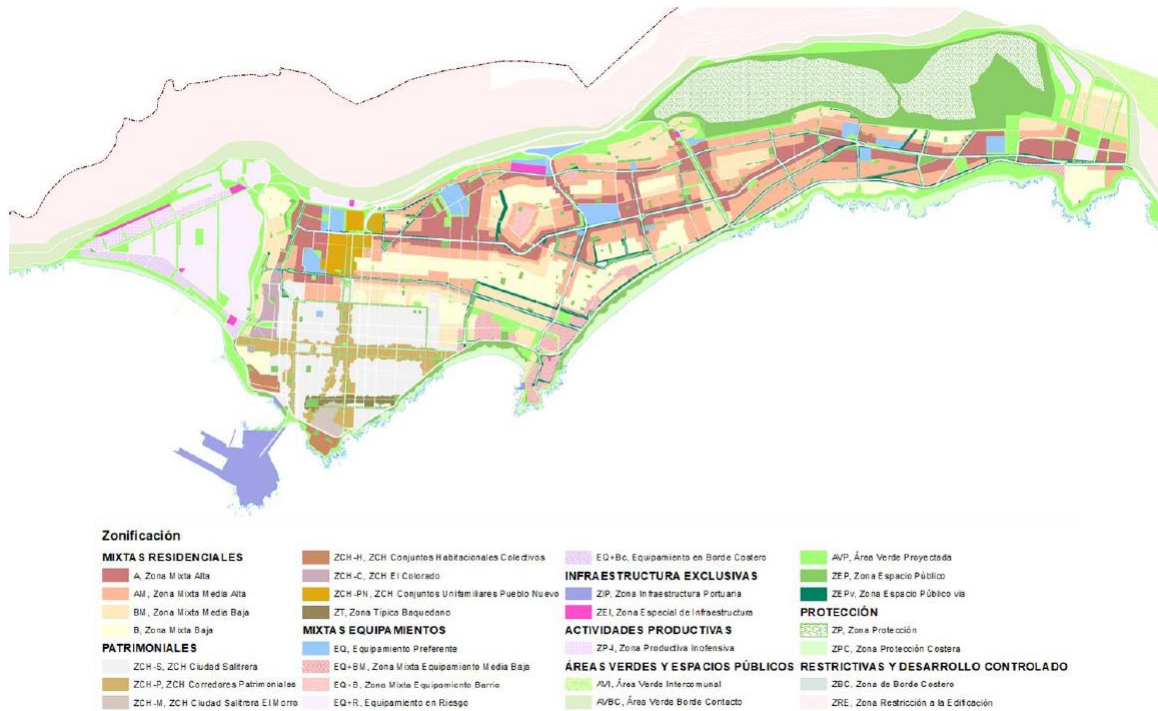 Zonificación
MIXTAS RESIDENCIALES
A, Zona Mixta Alta
AM, Zona Mixta Media Alta
BM, Zona Mixta Media Baja
B, Zona Mixta Baja
PATRIMONIALES
ZCH-S, ZCH Ciudad Salitrera
ZCH-P, ZCH Corredores Patrimoniales
ZCH-M, ZCH Ciudad Salitrera El Morro
ZCH-H, ZCH Conjuntos Habitacionales Colectivos
ZCH-C, ZCH El Colorado
ZCH-PN, ZCH Conjuntos Unifamiliares Pueblo Nuevo
ZT, Zona Típica Baquedano
MIXTAS EQUIPAMIENTOS
EQ, Equipamiento Preferente
EQ+BM, Zona Mixta Equipamiento Media Baja
EQ+B, Zona Mixta Equipamiento Barrio
EQ+R, Equipamiento en Riesgo
EQ+Bc, Equipamiento en Borde Costero
INFRAESTRUCTURA EXCLUSIVAS
ZIP, Zona Infraestructura Portuaria
ZEI, Zona Especial de Infraestructura
ACTIVIDADES PRODUCTIVAS
ZP-I, Zona Productiva Inofensiva
ÁREAS VERDES Y ESPACIOS PÚBLICOS
AVI, Área Verde Intercomunal
AVBC, Área Verde Borde Contacto
AVP, Área Verde Proyectada
ZEP, Zona Espacio Público
ZEPv, Zona Espacio Público vía
PROTECCIÓN
ZP, Zona Protección
ZPC, Zona Protección Costera
RESTRICTIVAS Y DESARROLLO CONTROLADO
ZBC, Zona de Borde Costero
ZRE, Zona Restricción a la Edificación